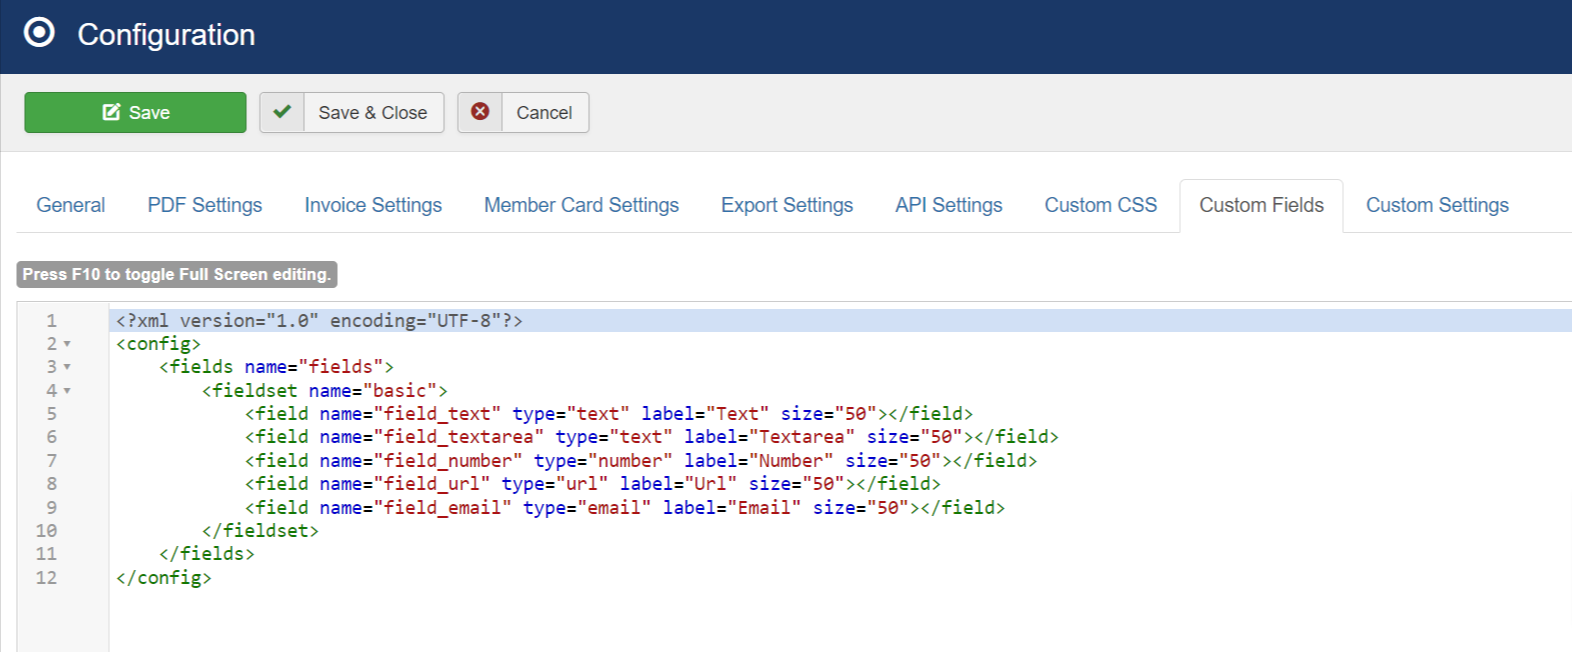 Configuration
Save Save & Close Cancel
General PDF Settings Invoice Settings Member Card Settings Export Settings API Settings Custom CSS Custom Fields Custom Settings
Press F10 to toggle Full Screen editing.
1 <?xml version="1.0" encoding="UTF-8"?>
2 <config>
3 <fields name="fields">
4 <fieldset name="basic">
5 <field name="field_text" type="text" label="Text" size="50"></field>
6 <field name="field_textarea" type="text" label="Textarea" size="50"></field>
7 <field name="field_number" type="number" label="Number" size="50"></field>
8 <field name="field_url" type="url" label="Url" size="50"></field>
9 <field name="field_email" type="email" label="Email" size="50"></field>
10 </fieldset>
11 </fields>
12 </config>